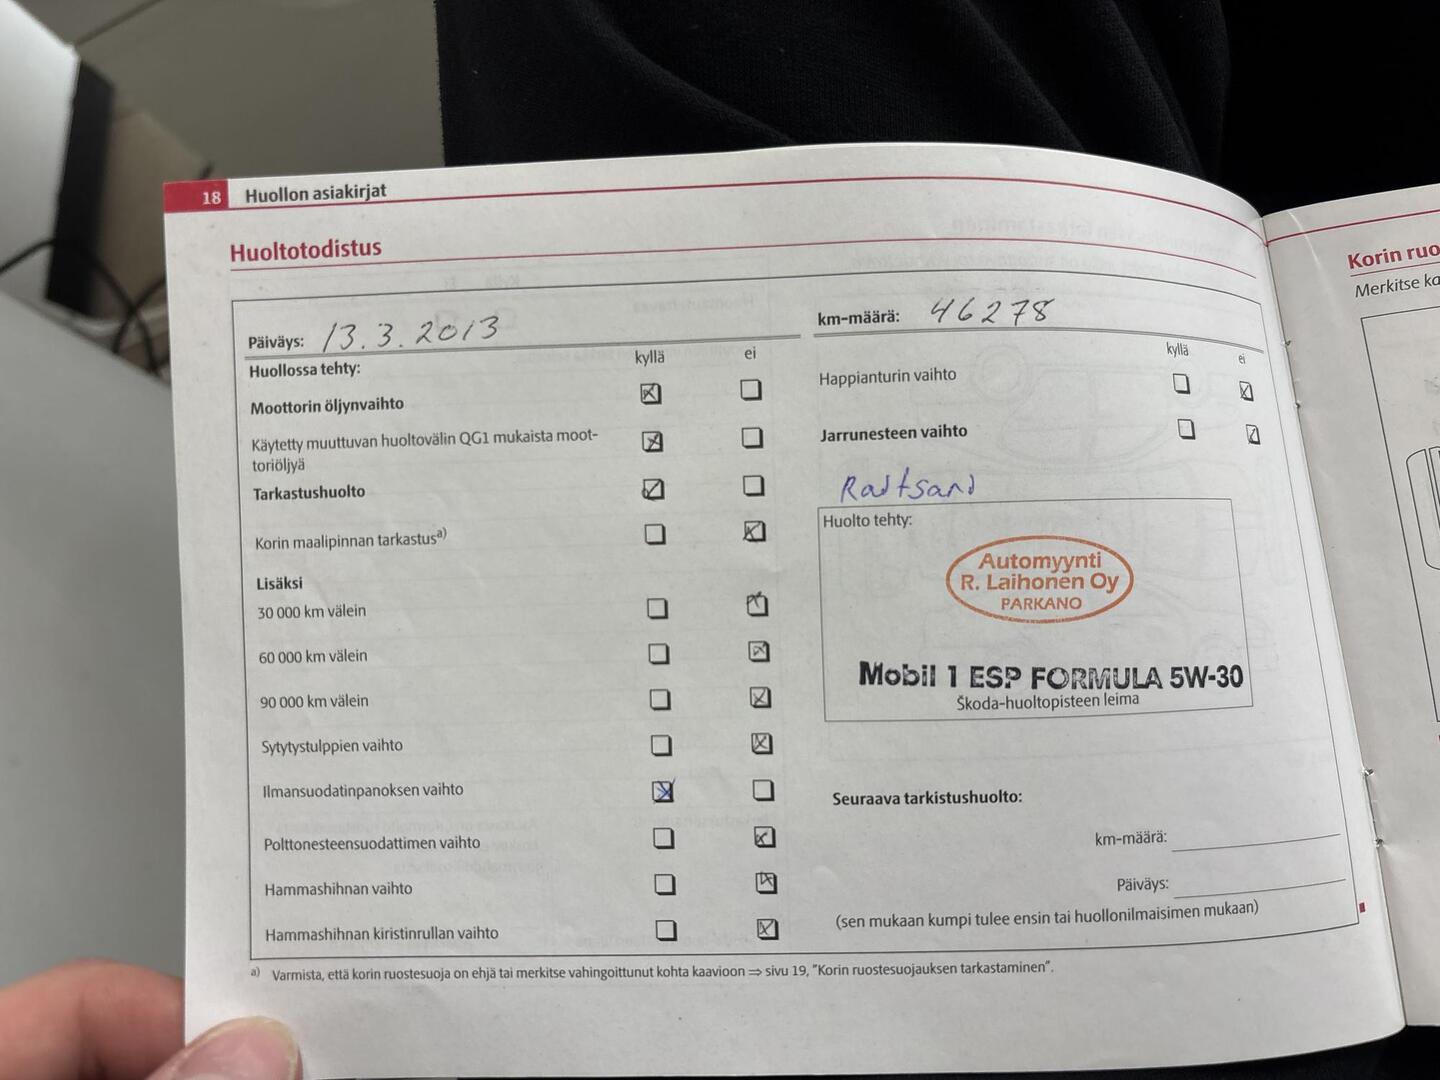 18 Huollon asiakirjat
Huoltotodistus
Päiväys: 13.3.2013
Huollossa tehty:
kyllä ei
Moottorin öljynvaihto
Käytetty muuttuvan huoltovälin QG1 mukaista moot-
toriöljyä
Tarkastushuolto
Korin maalipinnan tarkastusa)
Lisäksi
30 000 km välein
60 000 km välein
90 000 km välein
Sytytystulppien vaihto
Ilmansuodatinpanoksen vaihto
Polttonesteensuodattimen vaihto
Hammashihnan vaihto
Hammashihnan kiristinrullan vaihto
km-määrä: 46278
kyllä ei
Happianturin vaihto
Jarrunesteen vaihto
Huolto tehty:
Automyynti
R. Laihonen Oy
PARKANO
Mobil 1 ESP FORMULA 5W-30
Škoda-huoltopisteen leima
Seuraava tarkistushuolto:
km-määrä:
Päiväys:
(sen mukaan kumpi tulee ensin tai huollonilmaisimen mukaan)
a) Varmista, että korin ruostesuoja on ehjä tai merkitse vahingoittunut kohta kaavioon ⇒ sivu 19, "Korin ruostesuojauksen tarkastaminen".
Korin ruo
Merkitse ka